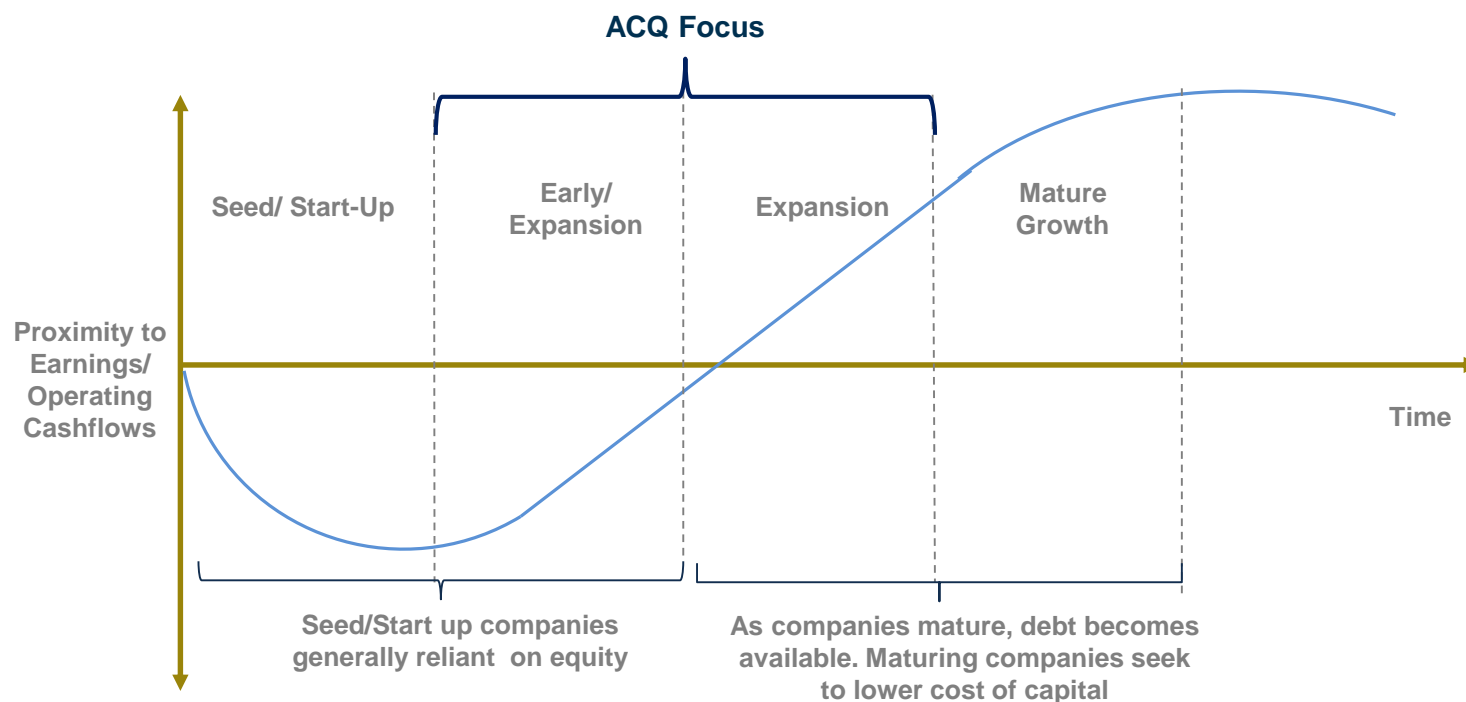 ACQ Focus
Seed/ Start-Up
Early/
Expansion
Expansion
Mature
Growth
Proximity to
Earnings/
Operating
Cashflows
Time
Seed/Start up companies
generally reliant  on equity
As companies mature, debt becomes
available. Maturing companies seek
to lower cost of capital